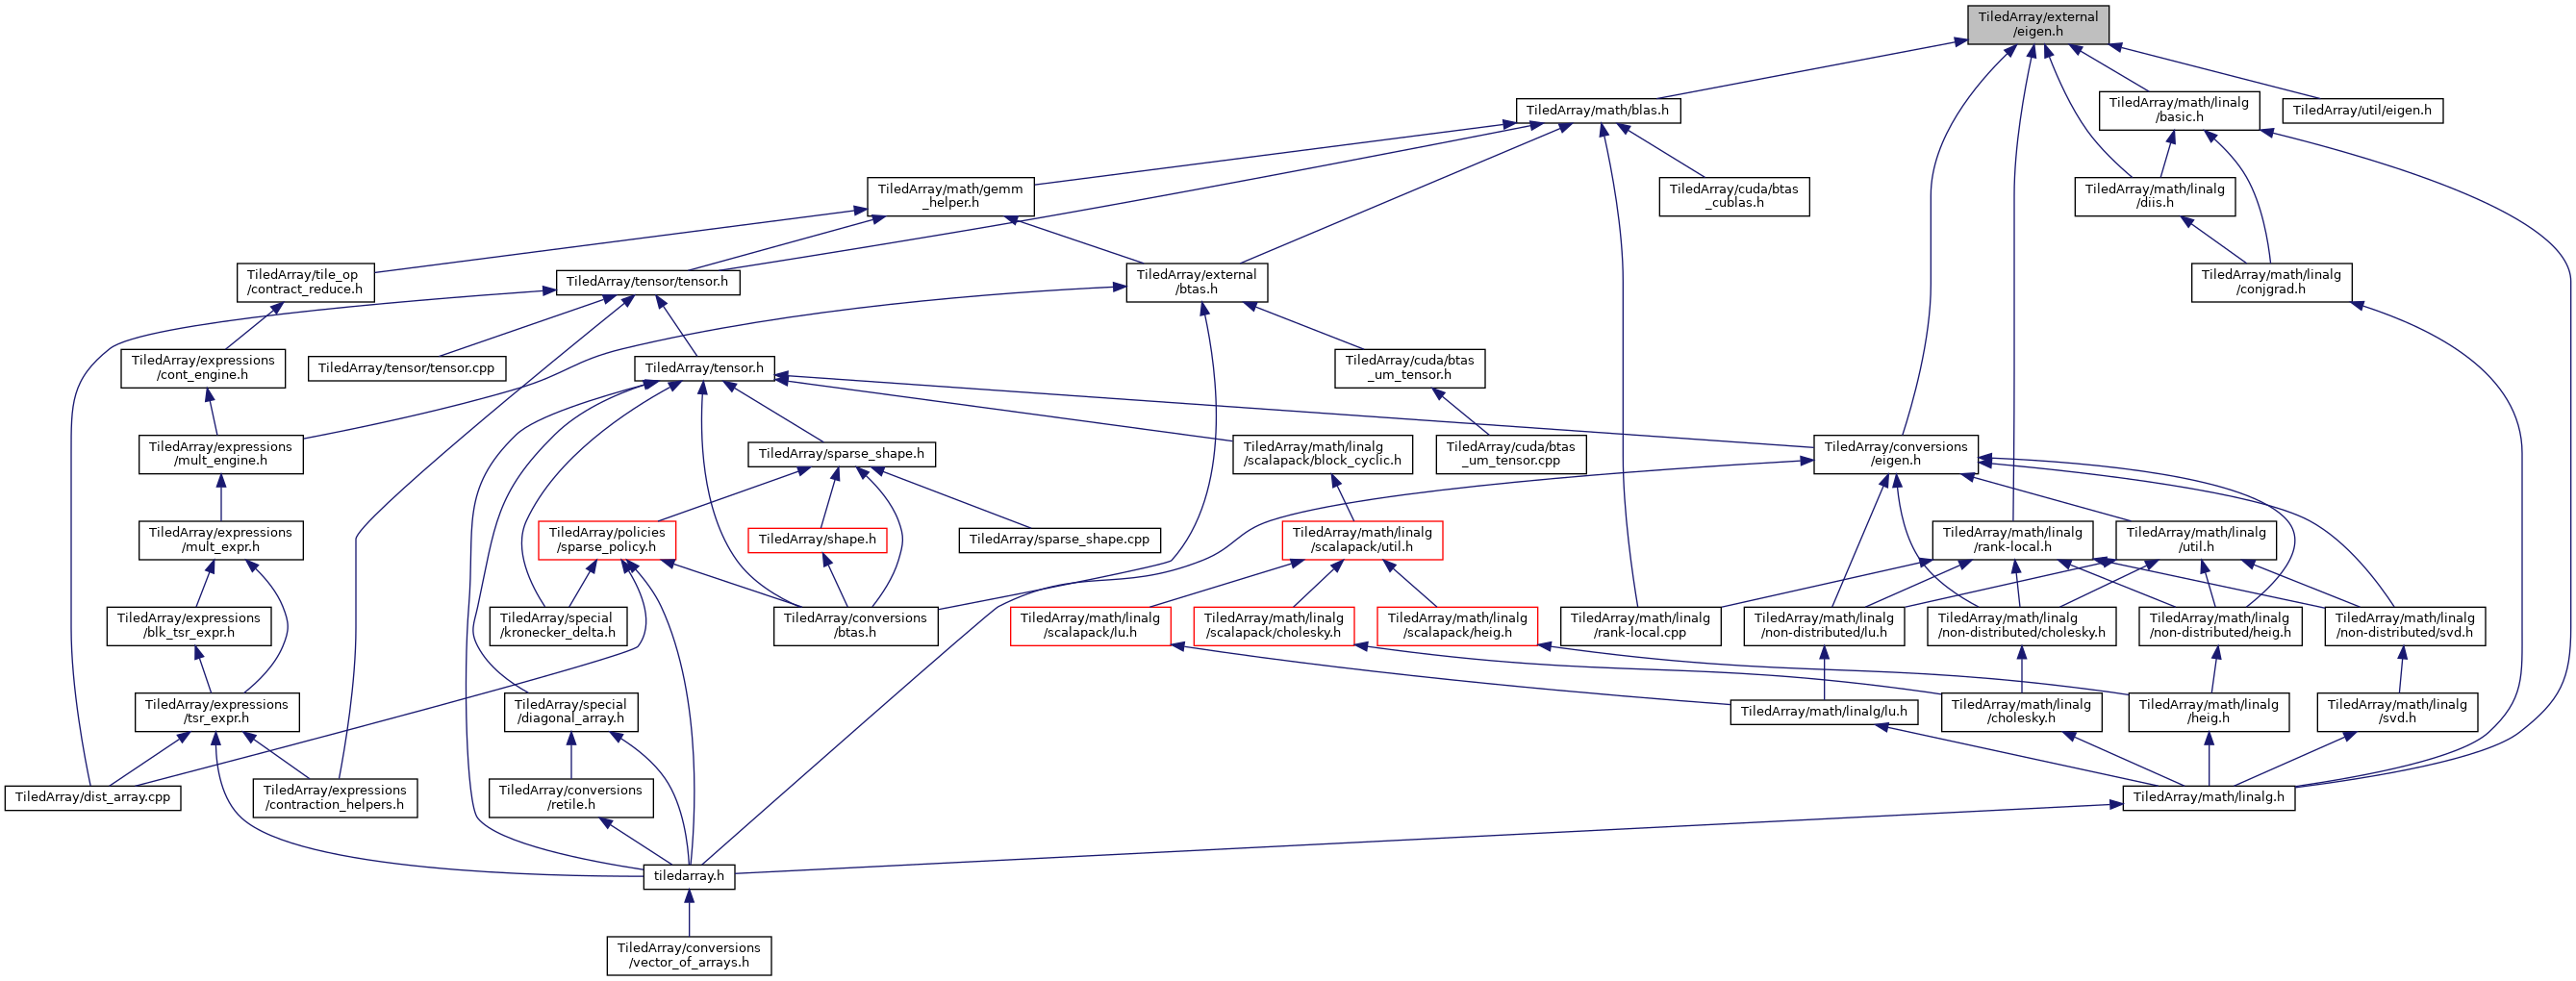 TiledArray/external
/eigen.h
TiledArray/math/blas.h
TiledArray/math/linalg
/basic.h
TiledArray/util/eigen.h
TiledArray/math/gemm
_helper.h
TiledArray/cuda/btas
_cublas.h
TiledArray/math/linalg
/diis.h
TiledArray/tile_op
/contract_reduce.h
TiledArray/tensor/tensor.h
TiledArray/external
/btas.h
TiledArray/math/linalg
/conjgrad.h
TiledArray/expressions
/cont_engine.h
TiledArray/tensor/tensor.cpp
TiledArray/tensor.h
TiledArray/cuda/btas
_um_tensor.h
TiledArray/expressions
/mult_engine.h
TiledArray/sparse_shape.h
TiledArray/math/linalg
/scalapack/block_cyclic.h
TiledArray/cuda/btas
_um_tensor.cpp
TiledArray/conversions
/eigen.h
TiledArray/expressions
/mult_expr.h
TiledArray/policies
/sparse_policy.h
TiledArray/shape.h
TiledArray/sparse_shape.cpp
TiledArray/math/linalg
/scalapack/util.h
TiledArray/math/linalg
/rank-local.h
TiledArray/math/linalg
/util.h
TiledArray/expressions
/blk_tsr_expr.h
TiledArray/special
/kronecker_delta.h
TiledArray/conversions
/btas.h
TiledArray/math/linalg
/scalapack/lu.h
TiledArray/math/linalg
/scalapack/cholesky.h
TiledArray/math/linalg
/scalapack/heig.h
TiledArray/math/linalg
/rank-local.cpp
TiledArray/math/linalg
/non-distributed/lu.h
TiledArray/math/linalg
/non-distributed/cholesky.h
TiledArray/math/linalg
/non-distributed/heig.h
TiledArray/math/linalg
/non-distributed/svd.h
TiledArray/expressions
/tsr_expr.h
TiledArray/special
/diagonal_array.h
TiledArray/math/linalg/lu.h
TiledArray/math/linalg
/cholesky.h
TiledArray/math/linalg
/heig.h
TiledArray/math/linalg
/svd.h
TiledArray/dist_array.cpp
TiledArray/expressions
/contraction_helpers.h
TiledArray/conversions
/retile.h
TiledArray/math/linalg.h
tiledarray.h
TiledArray/conversions
/vector_of_arrays.h